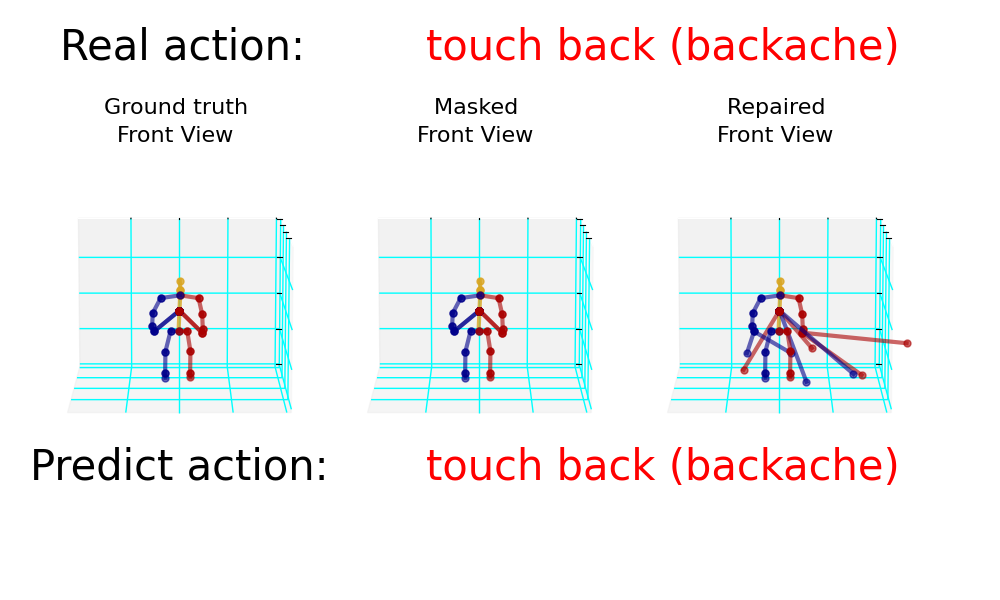 Real action: touch back (backache)
Ground truth Masked Repaired
Front View Front View Front View
Predict action: touch back (backache)